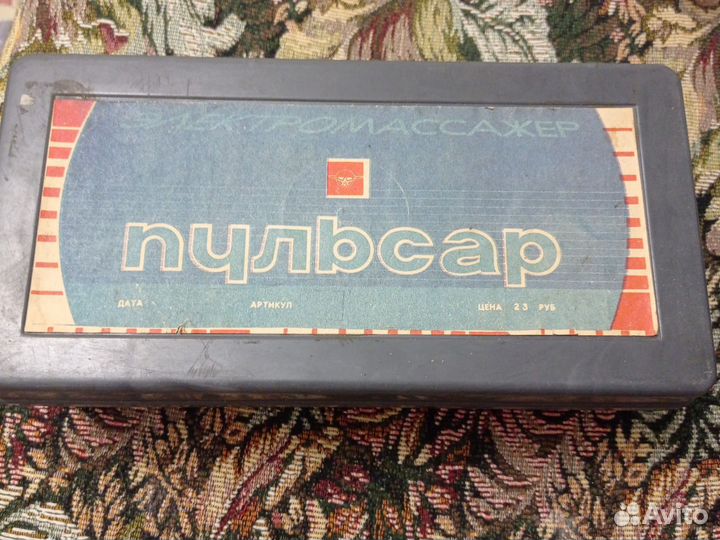 ЭЛЕКТРОМАССАЖЕР
пульсар
ДАТА АРТИКУЛ ЦЕНА 23 РУБ
Avito